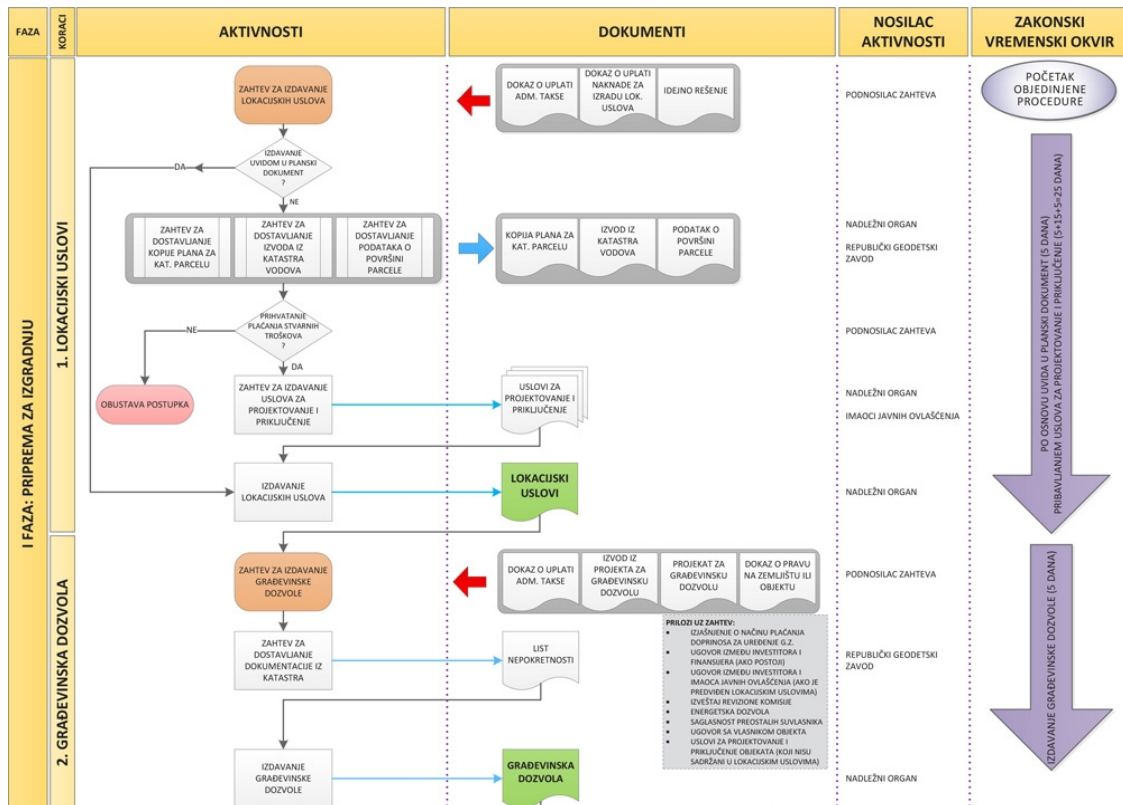 FAZA
KORACI
AKTIVNOSTI
DOKUMENTI
NOSILAC
AKTIVNOSTI
ZAKONSKI
VREMENSKI OKVIR
I FAZA: PRIPREMA ZA IZGRADNJU
1. LOKACIJSKI USLOVI
ZAHTEV ZA IZDAVANJE
LOKACIJSKIH USLOVA
DOKAZ O UPLATI
ADM. TAKSE
DOKAZ O UPLATI
NAKNADE ZA
IZRADU LOK.
USLOVA
IDEJNO REŠENJE
PODNOSILAC ZAHTEVA
POČETAK
OBJEDINJENE
PROCEDURE
IZDAVANJE
UVIDOM U PLANSKI
DOKUMENT
?
DA
NE
ZAHTEV ZA
DOSTAVLJANJE
KOPIJE PLANA ZA
KAT. PARCELU
ZAHTEV ZA
DOSTAVLJANJE
IZVODA IZ
KATASTRA
VODOVA
ZAHTEV ZA
DOSTAVLJANJE
PODATAKA O
POVRŠINI
PARCELE
KOPIJA PLANA ZA
KAT. PARCELU
IZVOD IZ
KATASTRA
VODOVA
PODATAK O
POVRŠINI
PARCELE
NADLEŽNI ORGAN
REPUBLIČKI GEODETSKI
ZAVOD
PO OSNOVU UVIDA U PLANSKI DOKUMENT (5 DANA)
PRIBAVLJANJEM USLOVA ZA PROJEKTOVANJE I PRIKLJUČENJE (5+15+5=25 DANA)
PRIHVATANJE
PLAĆANJA STVARNIH
TROŠKOVA
?
NE
DA
PODNOSILAC ZAHTEVA
OBUSTAVA POSTUPKA
ZAHTEV ZA IZDAVANJE
USLOVA ZA
PROJEKTOVANJE I
PRIKLJUČENJE
USLOVI ZA
PROJEKTOVANJE I
PRIKLJUČENJE
NADLEŽNI ORGAN
IMAOCI JAVNIH OVLAŠĆENJA
IZDAVANJE
LOKACIJSKIH USLOVA
LOKACIJSKI
USLOVI
NADLEŽNI ORGAN
2. GRAĐEVINSKA DOZVOLA
ZAHTEV ZA IZDAVANJE
GRAĐEVINSKE
DOZVOLE
DOKAZ O UPLATI
ADM. TAKSE
IZVOD IZ
PROJEKTA ZA
GRAĐEVINSKU
DOZVOLU
PROJEKAT ZA
GRAĐEVINSKU
DOZVOLU
DOKAZ O PRAVU
NA ZEMLJIŠTU ILI
OBJEKTU
PODNOSILAC ZAHTEVA
IZDAVANJE GRAĐEVINSKE DOZVOLE (5 DANA)
ZAHTEV ZA
DOSTAVLJANJE
DOKUMENTACIJE IZ
KATASTRA
LIST
NEPOKRETNOSTI
PRILOZI UZ ZAHTEV:
• IZJAŠNJENJE O NAČINU PLAĆANJA
DOPRINOSA ZA UREĐENJE G.Z.
• UGOVOR IZMEĐU INVESTITORA I
FINANSIJERA (AKO POSTOJI)
• UGOVOR IZMEĐU INVESTITORA I
IMAOCA JAVNIH OVLAŠĆENJA (AKO JE
PREDVIĐEN LOKACIJSKIM USLOVIMA)
• IZVEŠTAJ REVIZIONE KOMISIJE
• ENERGETSKA DOZVOLA
• SAGLASNOST PREOSTALIH SUVLASNIKA
• UGOVOR SA VLASNIKOM OBJEKTA
• USLOVI ZA PROJEKTOVANJE I
PRIKLJUČENJE OBJEKATA (KOJI NISU
SADRŽANI U LOKACIJSKIM USLOVIMA)
REPUBLIČKI GEODETSKI
ZAVOD
IZDAVANJE
GRAĐEVINSKE
DOZVOLE
GRAĐEVINSKA
DOZVOLA
NADLEŽNI ORGAN